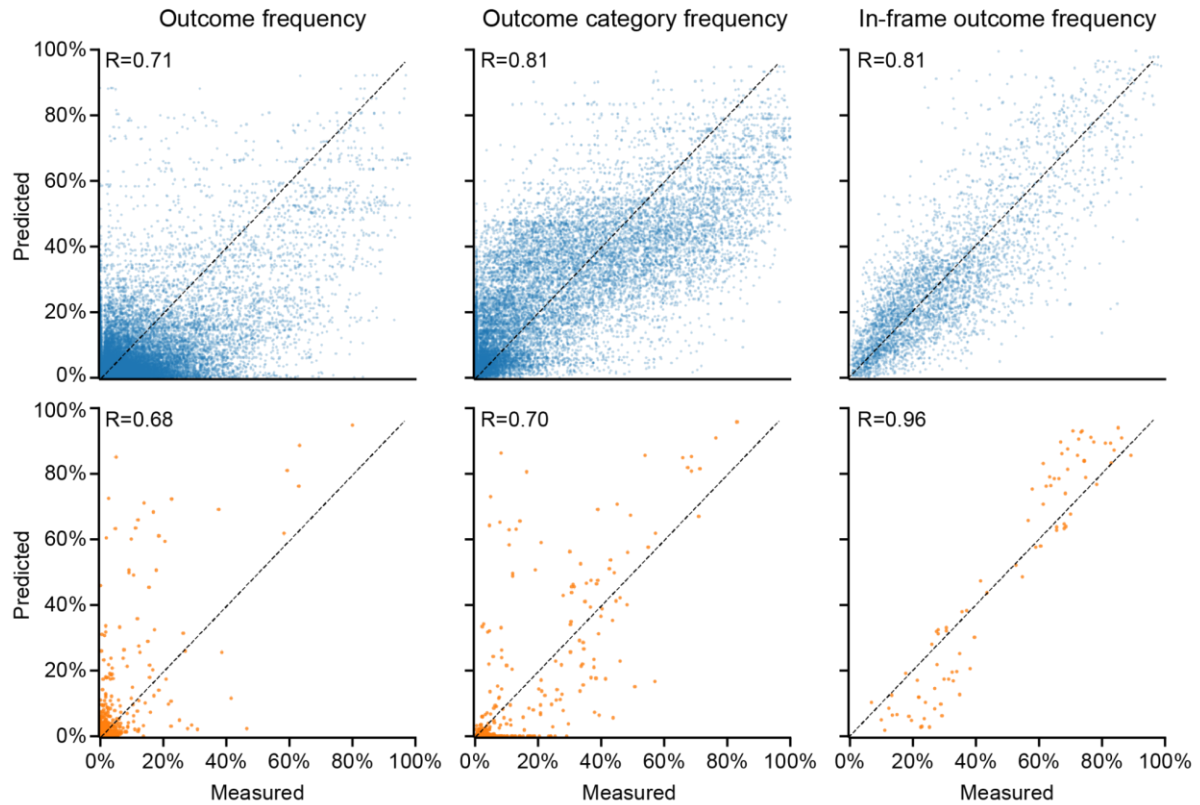 Outcome frequency
Outcome category frequency
In-frame outcome frequency
100%
80%
60%
40%
20%
0%
Predicted
R=0.71
R=0.81
R=0.81
100%
80%
60%
40%
20%
0%
Predicted
R=0.68
R=0.70
R=0.96
0%
20%
40%
60%
80%
100%
0%
20%
40%
60%
80%
100%
0%
20%
40%
60%
80%
100%
Measured
Measured
Measured